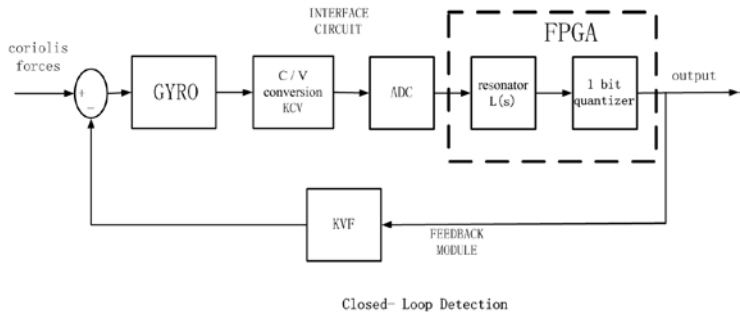 INTERFACE
CIRCUIT
FPGA
coriolis
forces
+
−
GYRO
C / V
conversion
KCV
ADC
resonator
L(s)
1 bit
quantizer
output
KVF
FEEDBACK
MODULE
Closed- Loop Detection